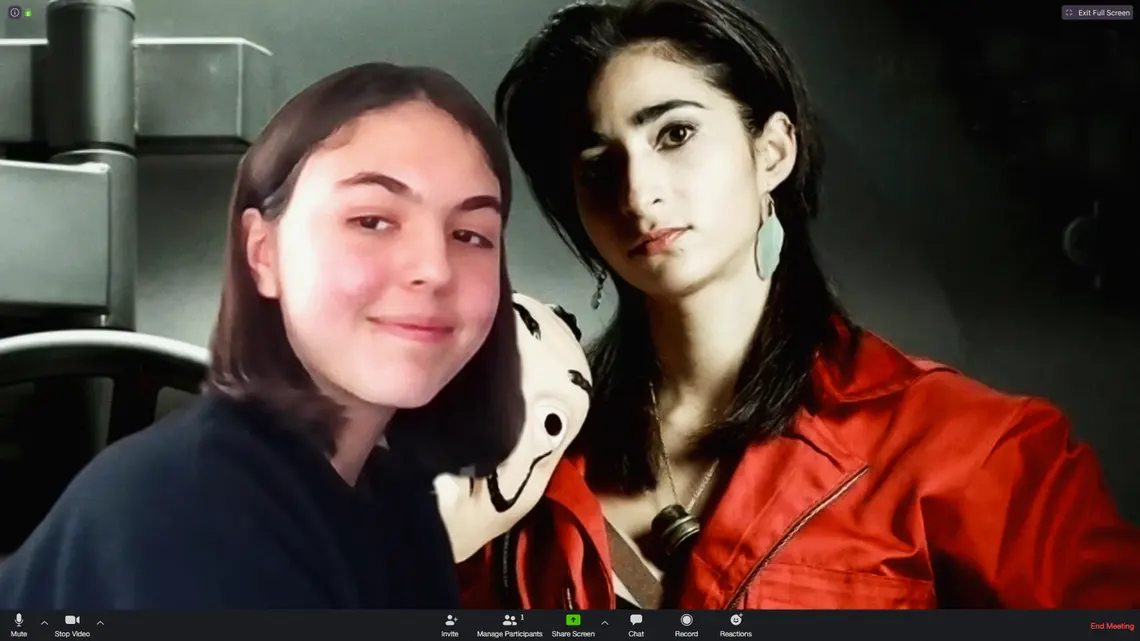 Exit Full Screen
1
Mute
Stop Video
Invite
Manage Participants
Share Screen
Chat
Record
Reactions
End Meeting